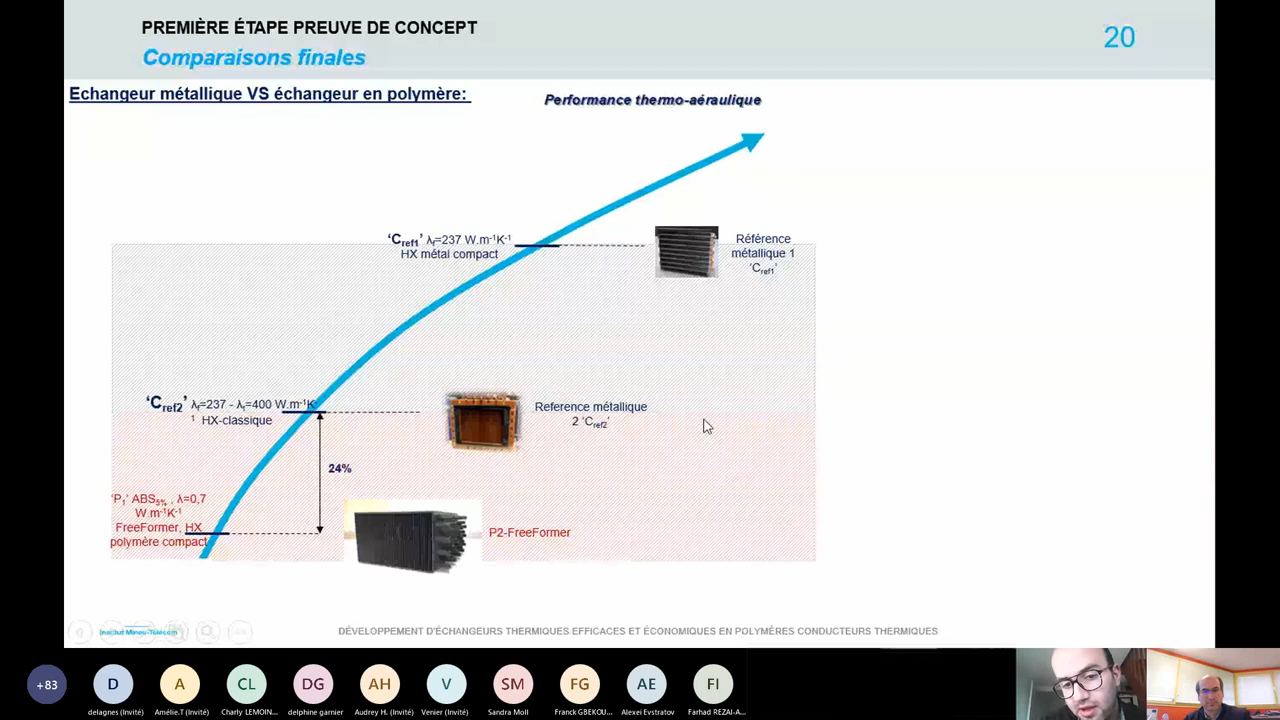 PREMIÈRE ÉTAPE PREUVE DE CONCEPT
Comparaisons finales
20
Echangeur métallique VS échangeur en polymère:
Performance thermo-aéraulique
‘Cref1’ λf=237 W.m-1K-1
HX métal compact
Référence
métallique 1
‘Cref1’
‘Cref2’ λf=237 - λt=400 W.m-1K-
1 HX-classique
Reference métallique
2 ‘Cref2’
24%
‘P1’ ABS5% , λ=0,7
W.m-1K-1
FreeFormer, HX
polymère compact
P2-FreeFormer
Institut Mines-Télécom
DÉVELOPPEMENT D'ÉCHANGEURS THERMIQUES EFFICACES ET ÉCONOMIQUES EN POLYMÈRES CONDUCTEURS THERMIQUES
+83
D
A
CL
DG
AH
V
SM
FG
AE
FI
delagnes (Invité)
Amélie.T (Invité)
Charly LEMOIN...
delphine garnier
Audrey H. (Invité)
Venier (Invité)
Sandra Moll
Franck GBEKOU...
Alexei Evstratov
Farhad REZAI-A...